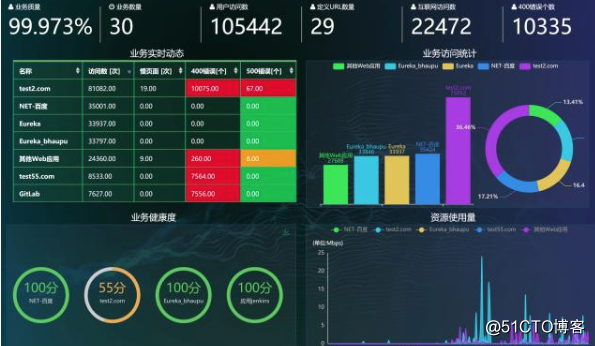 业务质量 业务数量 用户访问数 定义URL数量 互联网访问数 400错误个数
99.973% 30 105442 29 22472 10335
业务实时动态
名称 访问数 [次] 慢页面 [次] 400错误[个] 500错误[个]
test2.com 81082.00 19.00 10075.00 67.00
NET-百度 35001.00 0.00 0.00 0.00
Eureka 33937.00 0.00 0.00 0.00
Eureka_bhaupu 33797.00 0.00 0.00 0.00
其他Web应用 24360.00 9.00 260.00 8.00
test55.com 8533.00 0.00 7564.00 0.00
GitLab 7627.00 0.00 7556.00 0.00
业务访问统计
其他Web应用 Eureka_bhaupu Eureka NET-百度 test2.com
test2.com
其他Web应用
Eureka_bhaupu
Eureka
33937
NET-百度
13.41%
16.4
17.21%
36.46%
业务健康度
100分
NET-百度
55分
test2.com
100分
Eureka_bhaupu
100分
应用jenkins
资源使用量
NET-百度 test2.com Eureka_bhaupu test55.com 其他Web应用
(单位:Mbps)
25
20
15
10
5
0
@51CTO博客